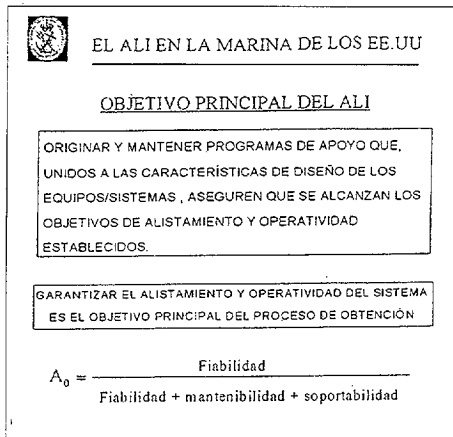 EL ALI EN LA MARINA DE LOS EE.UU
OBJETIVO PRINCIPAL DEL ALI
ORIGINAR Y MANTENER PROGRAMAS DE APOYO QUE,
UNIDOS A LAS CARACTERÍSTICAS DE DISEÑO DE LOS
EQUIPOS/SISTEMAS , ASEGUREN QUE SE ALCANZAN LOS
OBJETIVOS DE ALISTAMIENTO Y OPERATIVIDAD
ESTABLECIDOS.
GARANTIZAR EL ALISTAMIENTO Y OPERATIVIDAD DEL SISTEMA
ES EL OBJETIVO PRINCIPAL DEL PROCESO DE OBTENCIÓN
Fiabilidad
A₀ =
Fiabilidad + mantenibilidad + soportabilidad